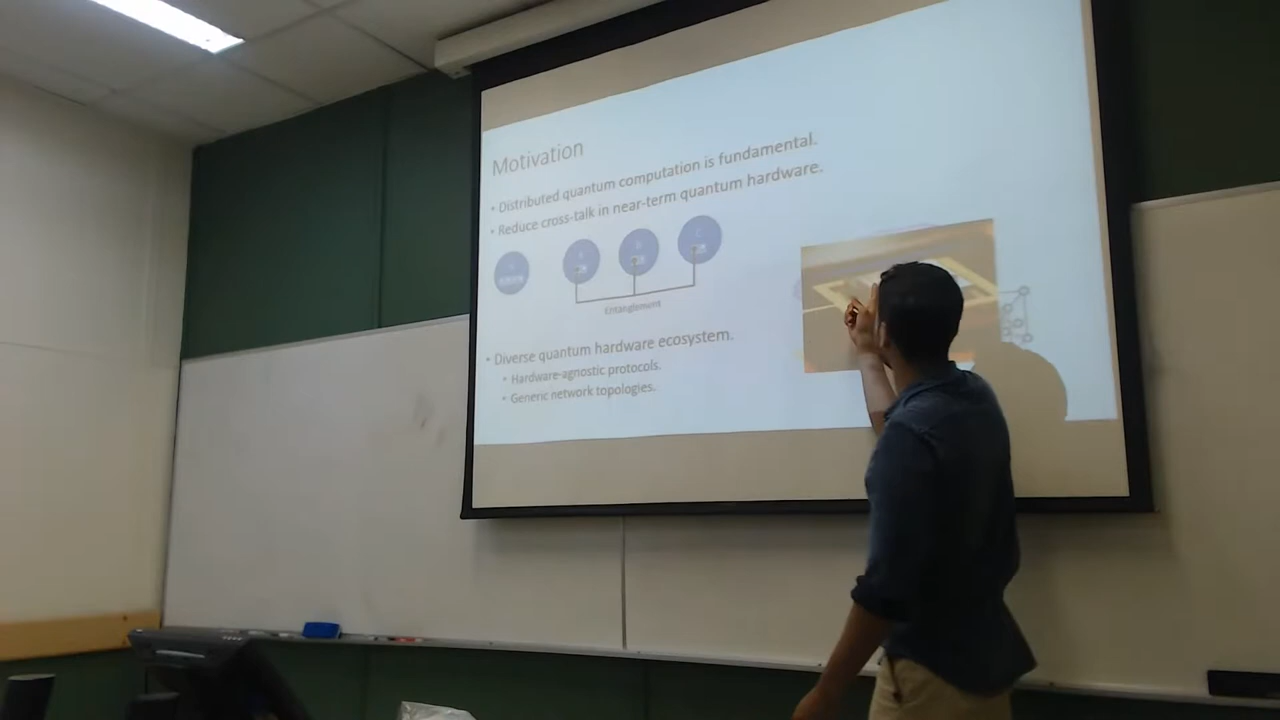 Motivation
• Distributed quantum computation is fundamental.
• Reduce cross-talk in near-term quantum hardware.
Entanglement
• Diverse quantum hardware ecosystem.
• Hardware-agnostic protocols.
• Generic network topologies.